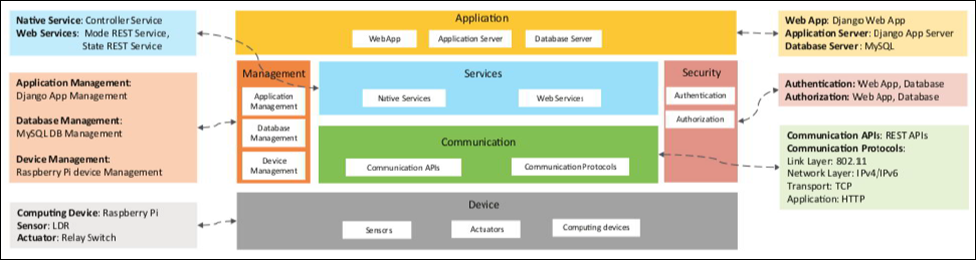 Native Service: Controller Service
Web Services: Mode REST Service,
State REST Service
Application Management:
Django App Management
Database Management:
MySQL DB Management
Device Management:
Raspberry Pi device Management
Computing Device: Raspberry Pi
Sensor: LDR
Actuator: Relay Switch
Application
WebApp
Application Server
Database Server
Management
Application
Management
Database
Management
Device
Management
Services
Native Services
Web Services
Communication
Communication APIs
Communication Protocols
Security
Authentication
Authorization
Device
Sensors
Actuators
Computing devices
Web App: Django Web App
Application Server: Django App Server
Database Server: MySQL
Authentication: Web App, Database
Authorization: Web App, Database
Communication APIs: REST APIs
Communication Protocols:
Link Layer: 802.11
Network Layer: IPv4/IPv6
Transport: TCP
Application: HTTP